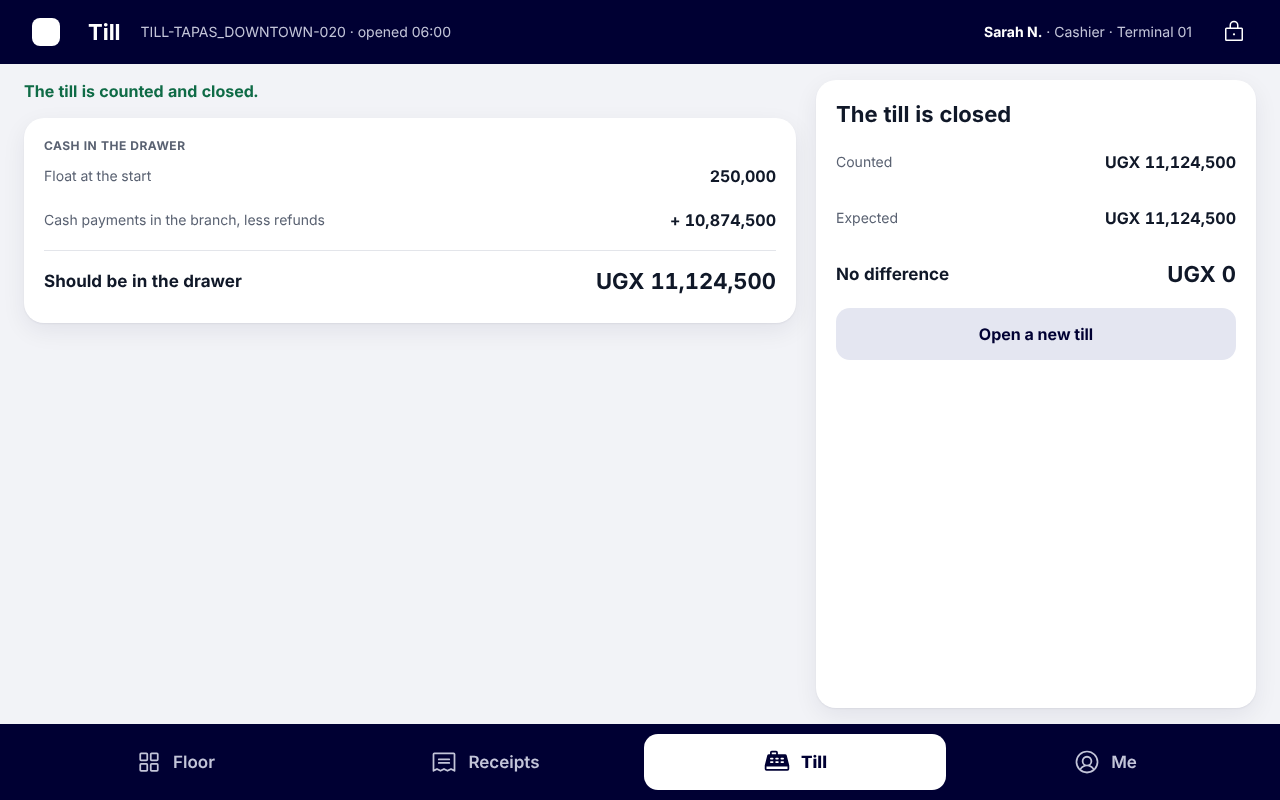 Till
TILL-TAPAS_DOWNTOWN-020 · opened 06:00
Sarah N. · Cashier · Terminal 01
The till is counted and closed.
CASH IN THE DRAWER
Float at the start 250,000
Cash payments in the branch, less refunds + 10,874,500
Should be in the drawer UGX 11,124,500
The till is closed
Counted UGX 11,124,500
Expected UGX 11,124,500
No difference UGX 0
Open a new till
Floor
Receipts
Till
Me